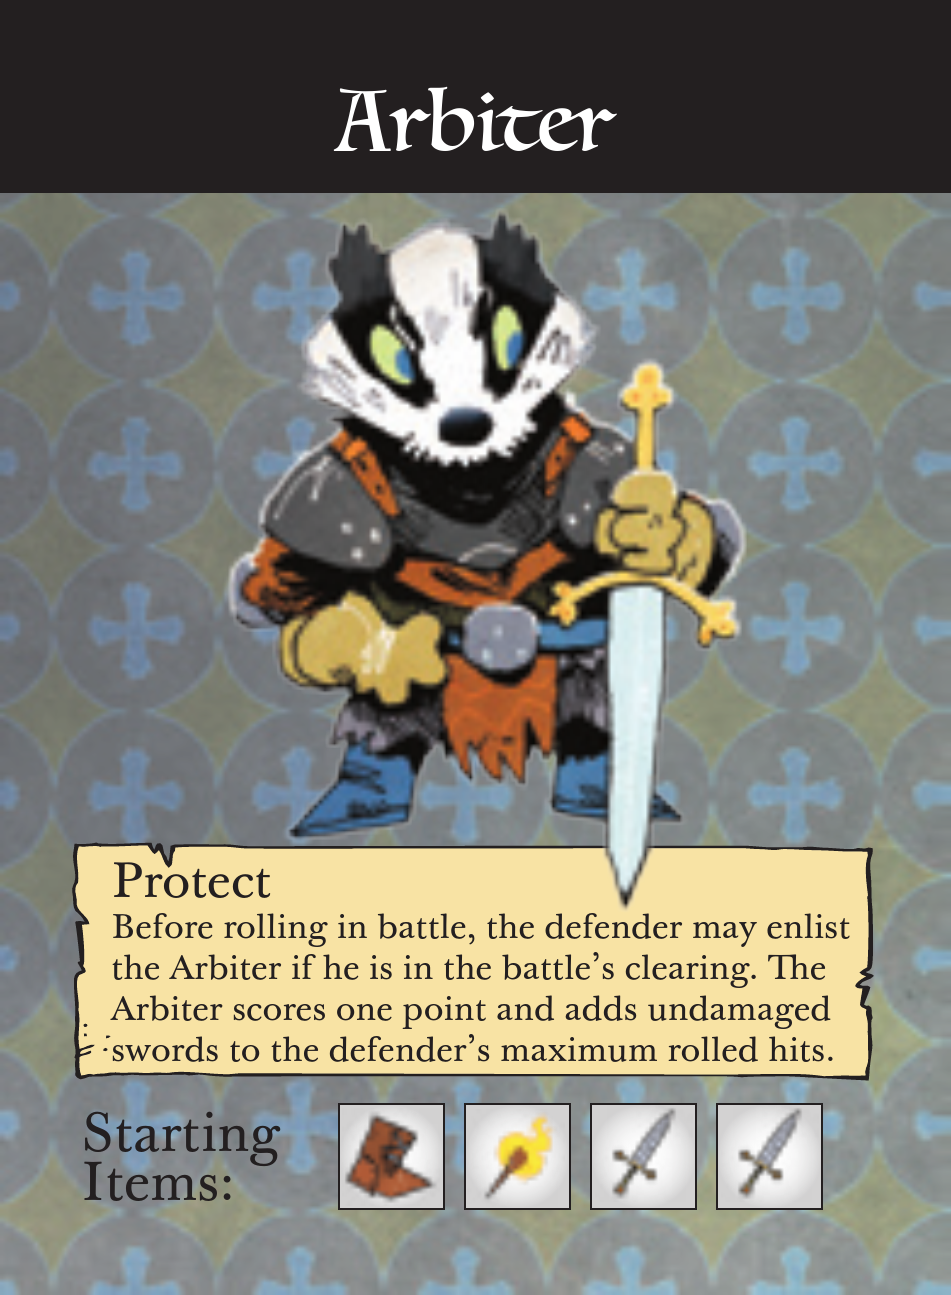 Arbiter
Protect
Before rolling in battle, the defender may enlist
the Arbiter if he is in the battle’s clearing. The
Arbiter scores one point and adds undamaged
swords to the defender’s maximum rolled hits.
Starting
Items: